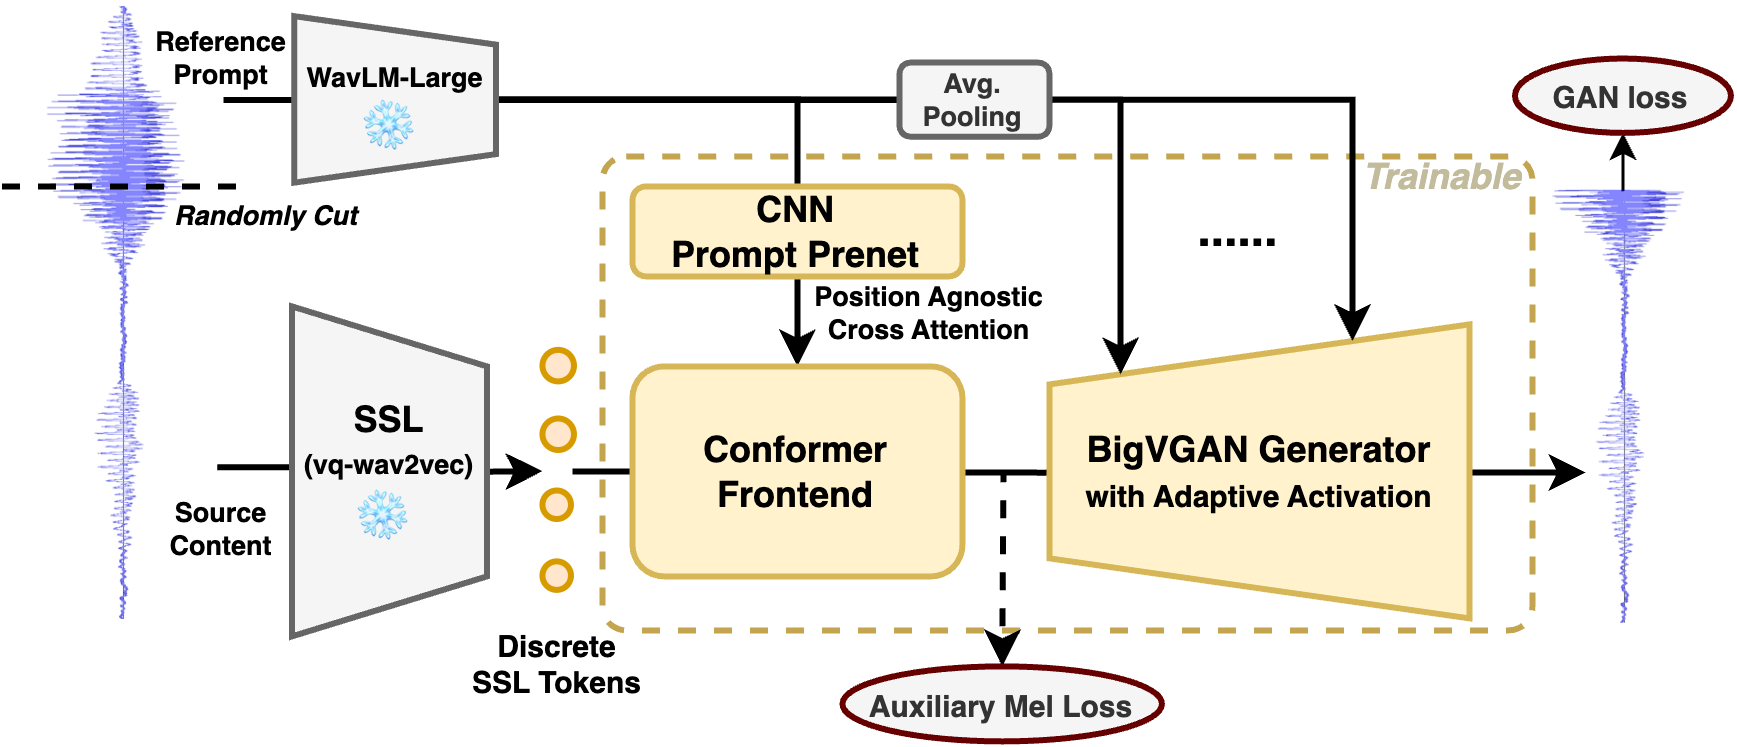 Reference
Prompt
WavLM-Large
Avg.
Pooling
GAN loss
Trainable
Randomly Cut
CNN
Prompt Prenet
......
Position Agnostic
Cross Attention
SSL
(vq-wav2vec)
Conformer
Frontend
BigVGAN Generator
with Adaptive Activation
Source
Content
Discrete
SSL Tokens
Auxiliary Mel Loss